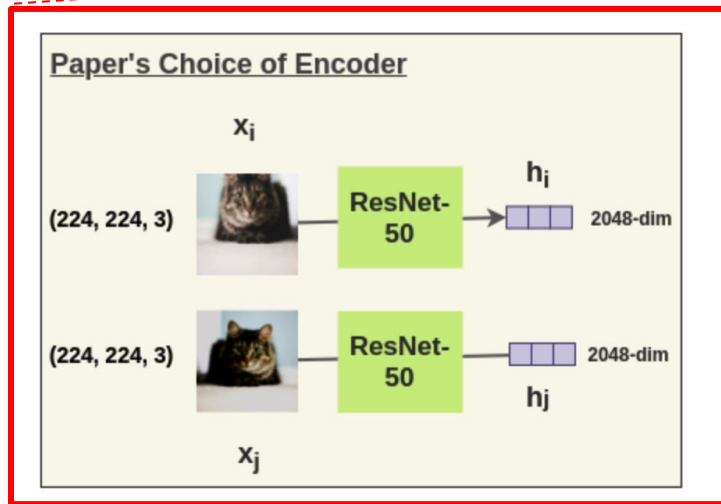 Paper's Choice of Encoder
xi
hi
(224, 224, 3)
ResNet-
50
2048-dim
(224, 224, 3)
ResNet-
50
2048-dim
hj
xj